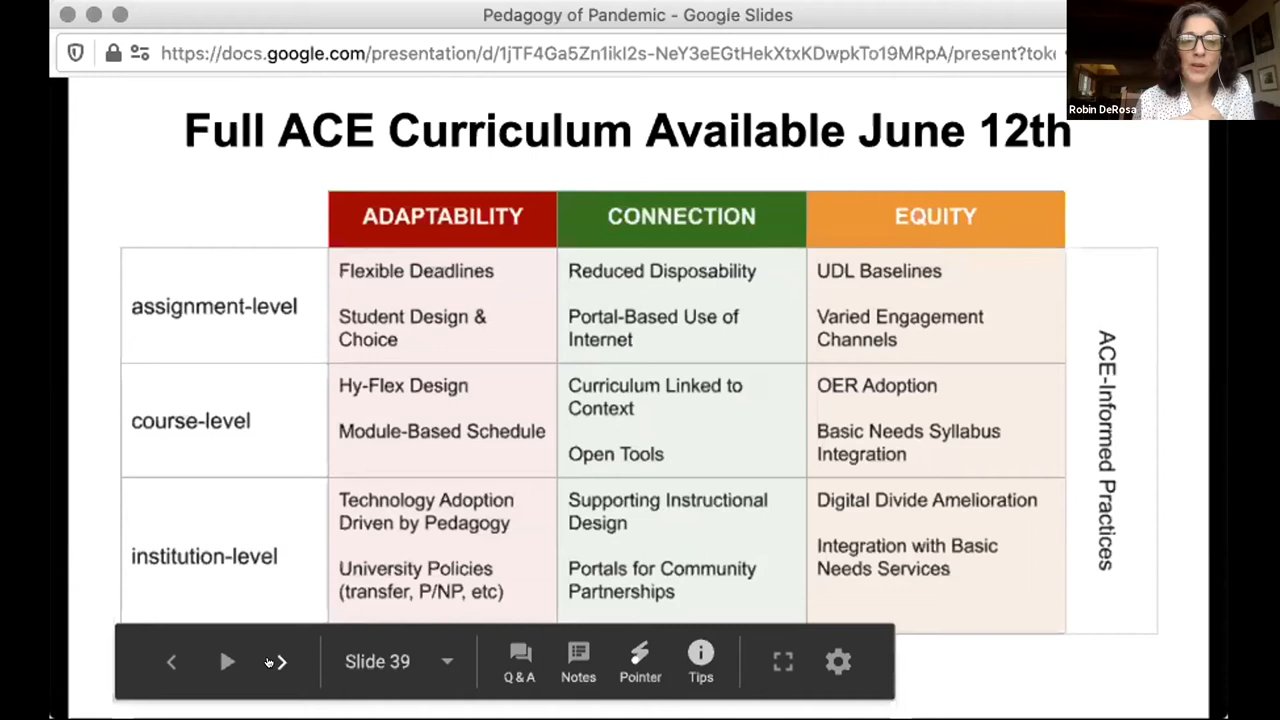 Pedagogy of Pandemic - Google Slides
https://docs.google.com/presentation/d/1jTF4Ga5Zn1ikI2s-NeY3eEGtHekXtxKDwpkTo19MRpA/present?toke
Robin DeRosa
Full ACE Curriculum Available June 12th
ADAPTABILITY
CONNECTION
EQUITY
assignment-level
Flexible Deadlines
Student Design &
Choice
Reduced Disposability
Portal-Based Use of
Internet
UDL Baselines
Varied Engagement
Channels
course-level
Hy-Flex Design
Module-Based Schedule
Curriculum Linked to
Context
Open Tools
OER Adoption
Basic Needs Syllabus
Integration
institution-level
Technology Adoption
Driven by Pedagogy
University Policies
(transfer, P/NP, etc)
Supporting Instructional
Design
Portals for Community
Partnerships
Digital Divide Amelioration
Integration with Basic
Needs Services
ACE-Informed Practices
Slide 39
Q & A
Notes
Pointer
Tips